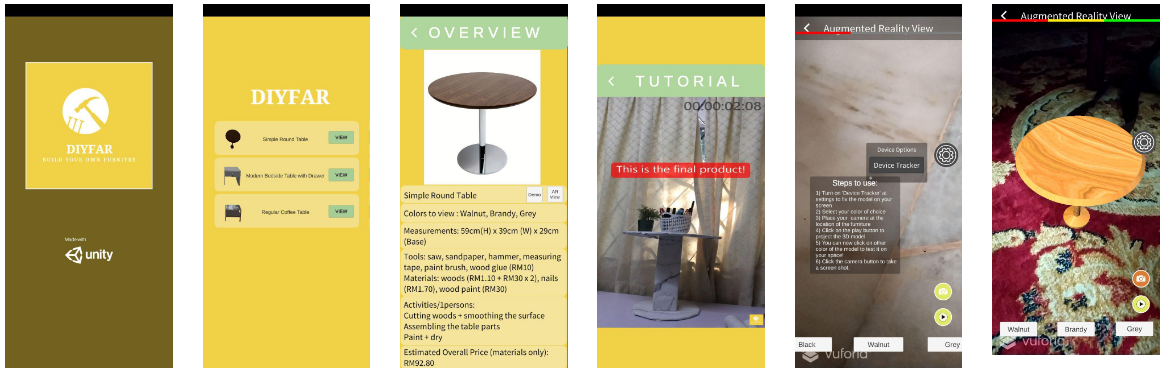 DIYFAR
BUILD YOUR OWN FURNITRE
Made with
unity
DIYFAR
Simple Round Table
VIEW
Modern Bedside Table with Drawer
VIEW
Regular Coffee Table
VIEW
OVERVIEW
Simple Round Table
Demo
AR
View
Colors to view : Walnut, Brandy, Grey
Measurements: 59cm(H) x 39cm (W) x 29cm
(Base)
Tools: saw, sandpaper, hammer, measuring
tape, paint brush, wood glue (RM10)
Materials: woods (RM1.10 + RM30 x 2), nails
(RM1.70), wood paint (RM30)
Activities/1persons:
Cutting woods + smoothing the surface
Assembling the table parts
Paint + dry
Estimated Overall Price (materials only):
RM92.80
TUTORIAL
00:00:02:08
This is the final product!
Augmented Reality View
Device Options
Device Tracker
Steps to use:
1) Turn on 'Device Tracker' at
settings to fix the model on your
screen
2) Select your color of choice
3) Place your camera at the
location of the furniture
4) Click on the play button to
project the 3D model
5) You can now click on other
color of the model to test it on
your space!
6) Click the camera button to take
a screen shot
Black
Walnut
Grey
vuforia
Augmented Reality View
Walnut
Brandy
Grey
vuforia